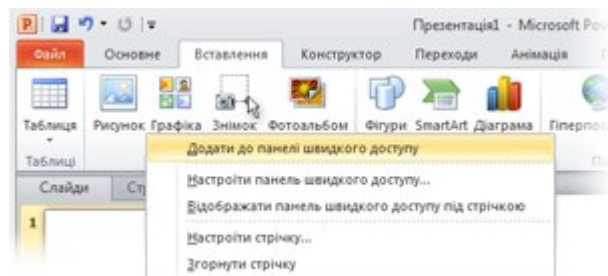 Презентація1 - Microsoft Po
Файл Основне Вставлення Конструктор Переходи Анімація
Таблиця Рисунок Графіка Знімок Фотоальбом Фігури SmartArt Діаграма Гіперпо
Таблиці
Додати до панелі швидкого доступу
Слайди
Настроїти панель швидкого доступу...
Відображати панель швидкого доступу під стрічкою
1
Настроїти стрічку...
Згорнути стрічку